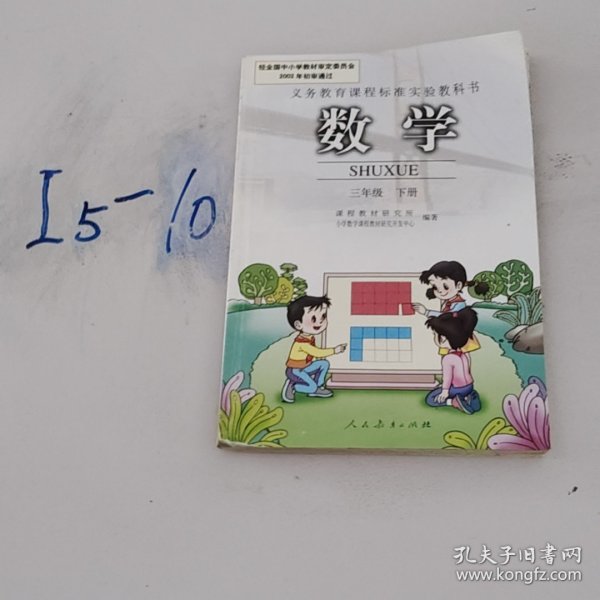 经全国中小学教材审定委员会
2002年初审通过
义务教育课程标准实验教科书
数学
SHUXUE
三年级 下册
课程教材研究所
小学数学课程教材研究开发中心
编著
I5-10
人民教育出版社
孔夫子旧书网
www.kongfz.com